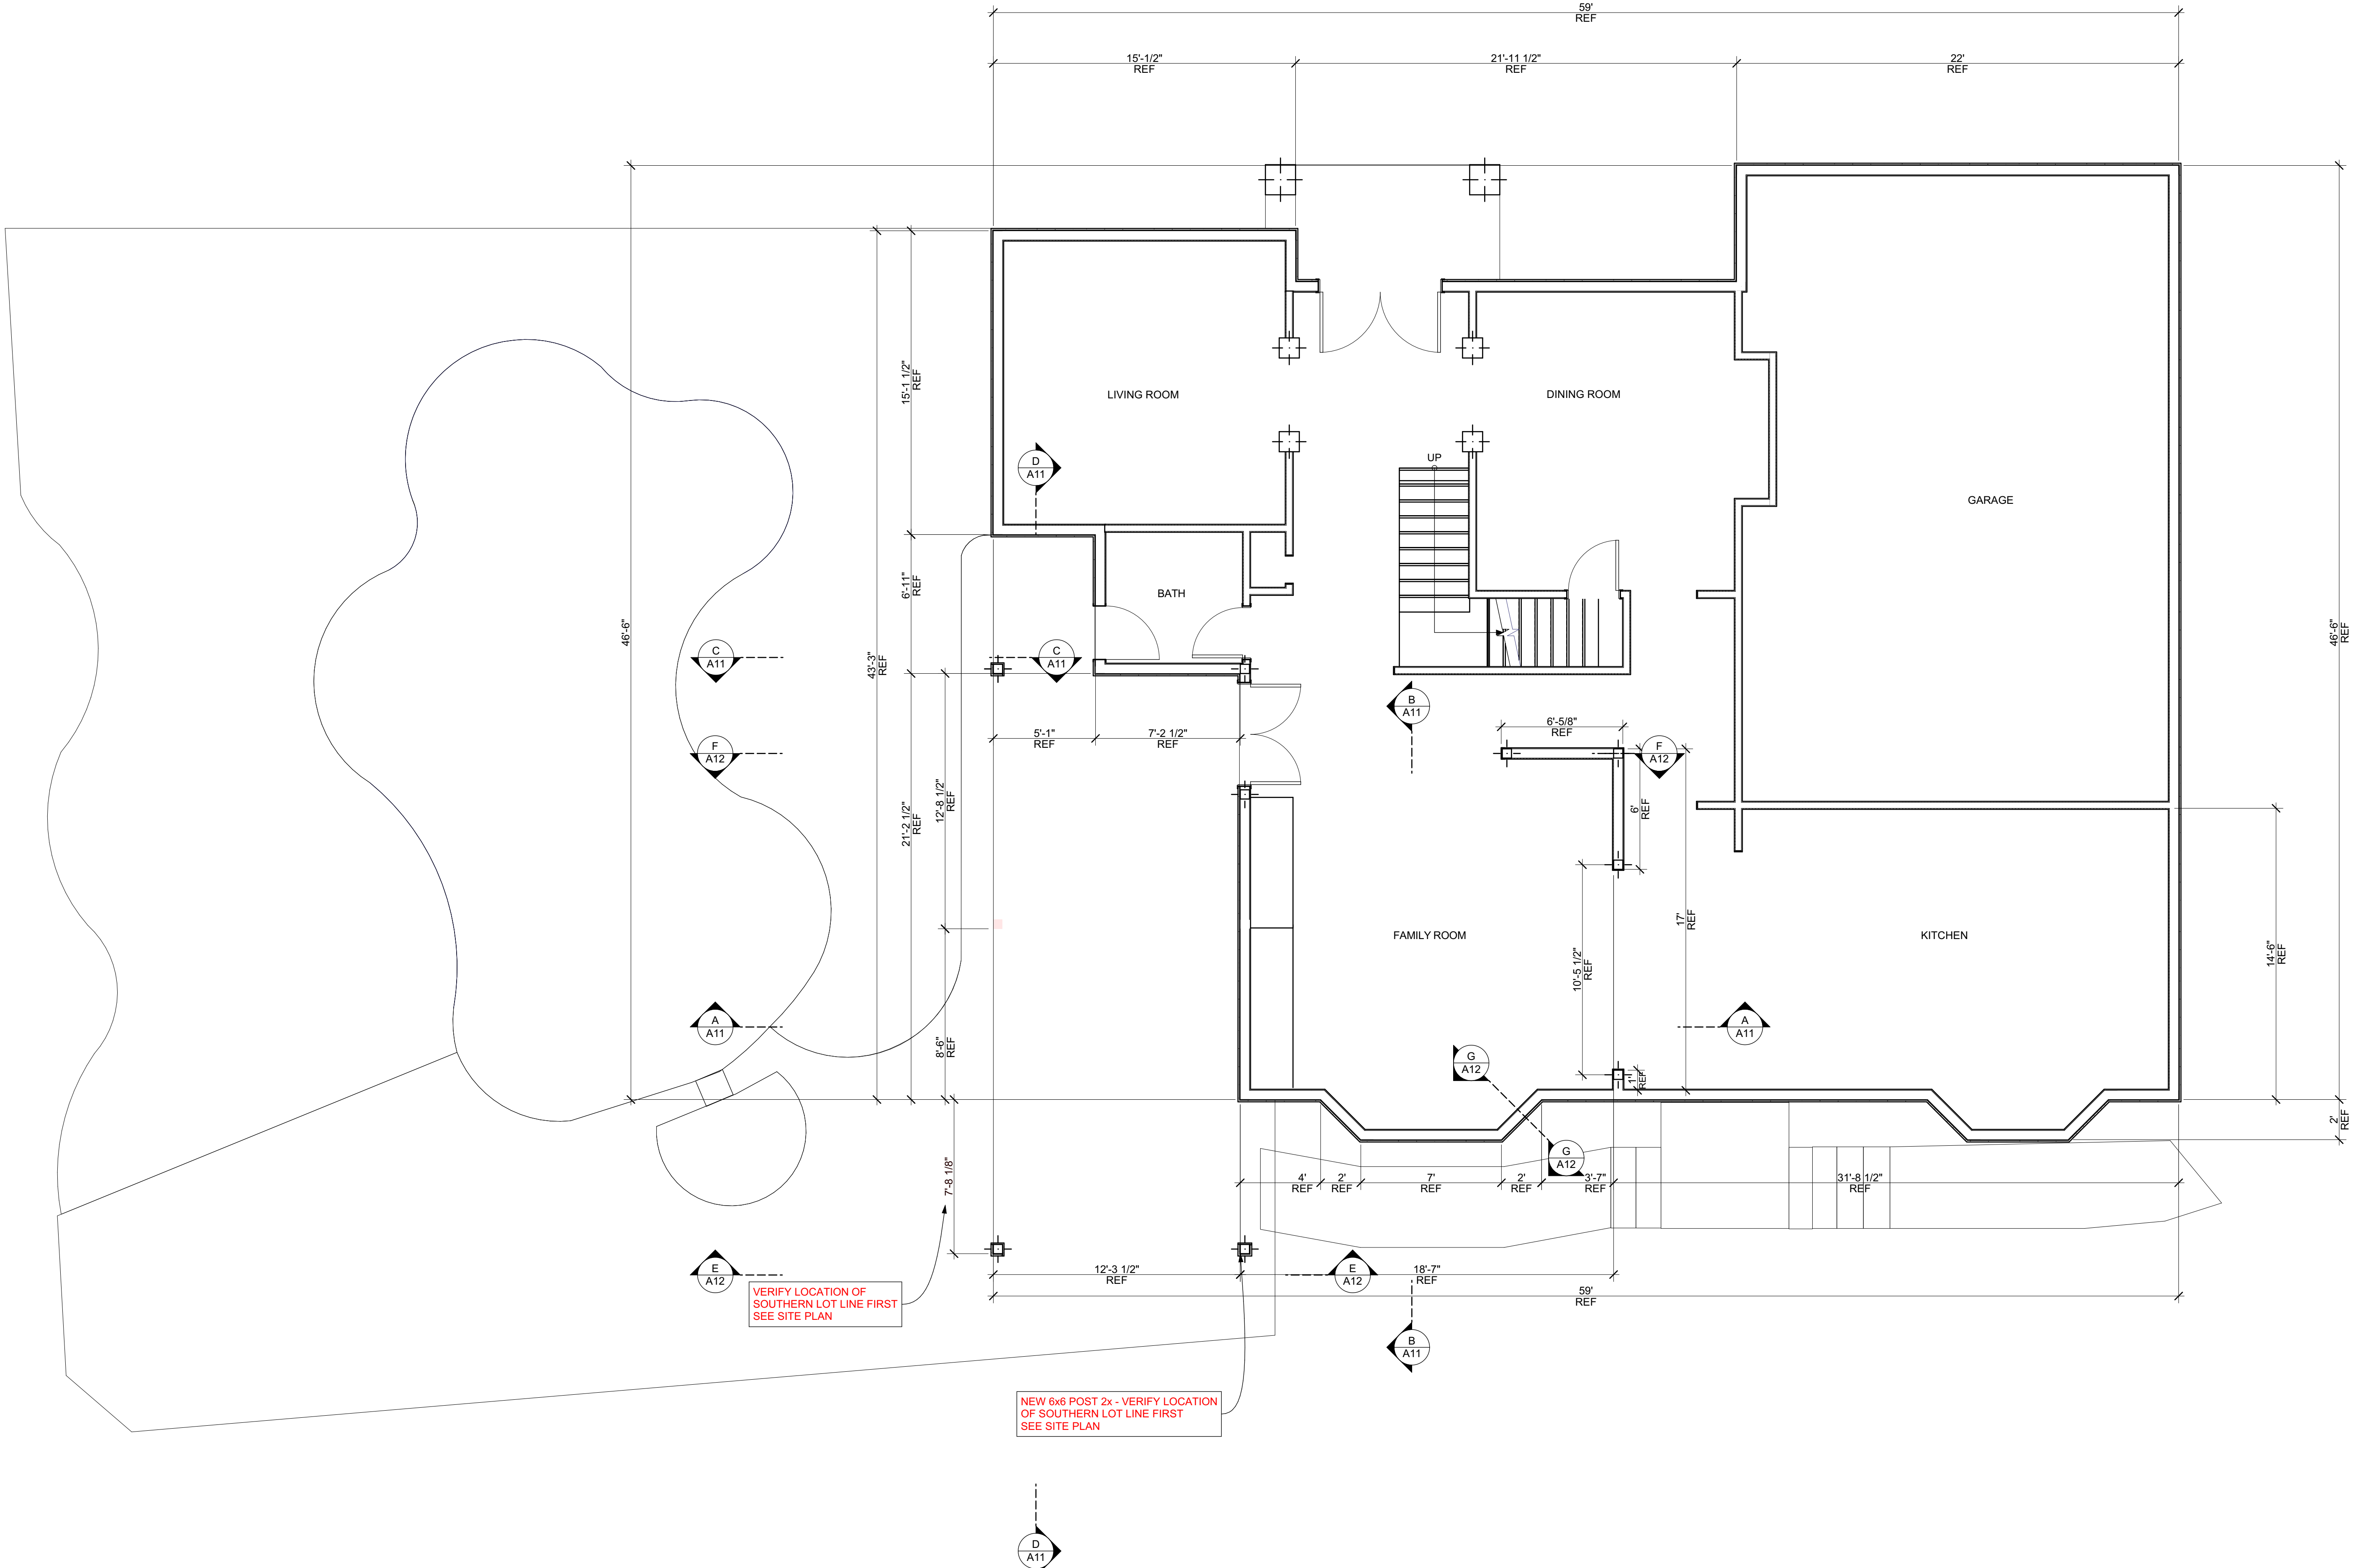 59'
REF
15'-1/2"
REF
21'-11 1/2"
REF
22'
REF
15'-1 1/2"
REF
LIVING ROOM
DINING ROOM
D
A11
UP
GARAGE
6'-11"
REF
BATH
46'-6"
43'-3"
REF
46'-6"
REF
C
A11
C
A11
B
A11
6'-5/8"
REF
5'-1"
REF
7'-2 1/2"
REF
F
A12
F
A12
12'-8 1/2"
REF
21'-2 1/2"
REF
6'
REF
17'
REF
FAMILY ROOM
KITCHEN
14'-6"
REF
10'-5 1/2"
REF
A
A11
A
A11
8'-6"
REF
G
A12
1'
REF
2'
REF
G
A12
7'-8 1/8"
4'
REF
2'
REF
7'
REF
2'
REF
3'-7"
REF
31'-8 1/2"
REF
E
A12
12'-3 1/2"
REF
E
A12
18'-7"
REF
VERIFY LOCATION OF
SOUTHERN LOT LINE FIRST
SEE SITE PLAN
59'
REF
B
A11
NEW 6x6 POST 2x - VERIFY LOCATION
OF SOUTHERN LOT LINE FIRST
SEE SITE PLAN
D
A11